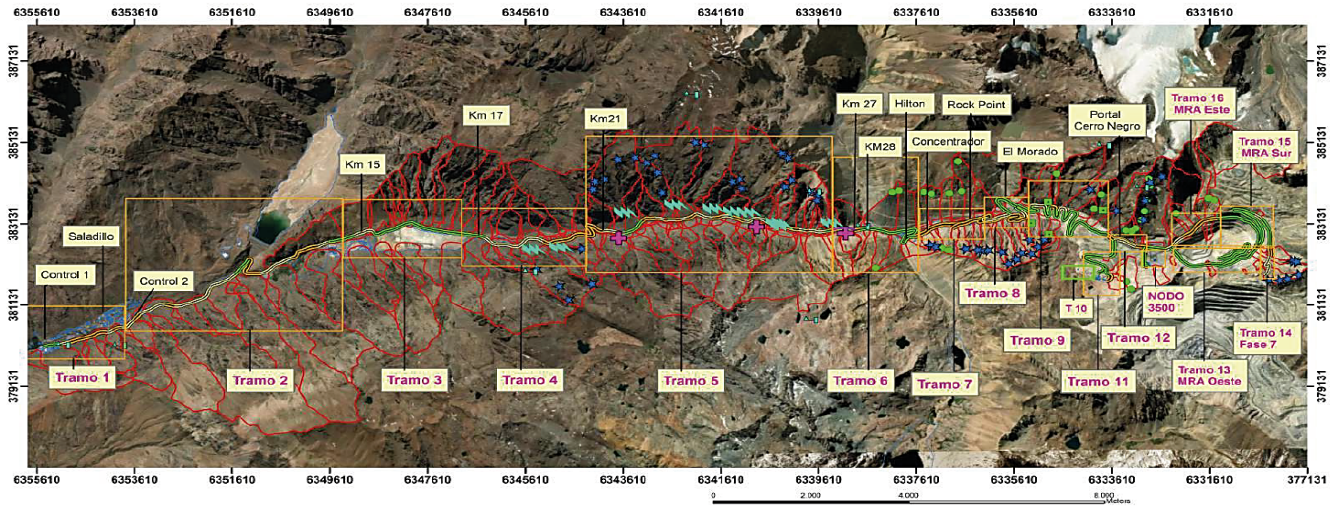 6355610 6353610 6351610 6349610 6347610 6345610 6343610 6341610 6339610 6337610 6335610 6333610 6331610
387131
387131
385131
385131
383131
383131
381131
381131
379131
379131
Tramo 16
MRA Este
Tramo 15
MRA Sur
Portal
Cerro Negro
Km 27
Hilton
Rock Point
Km 17
Km21
Concentrador
El Morado
KM28
Km 15
Saladillo
Control 1
Control 2
Tramo 8
T 10
NODO
3500
Tramo 9
Tramo 12
Tramo 14
Fase 7
Tramo 1
Tramo 2
Tramo 3
Tramo 4
Tramo 5
Tramo 6
Tramo 7
Tramo 11
Tramo 13
MRA Oeste
6355610 6353610 6351610 6349610 6347610 6345610 6343610 6341610 6339610 6337610 6335610 6333610 6331610 377131
0 2.000 4.000 8.000
Meters